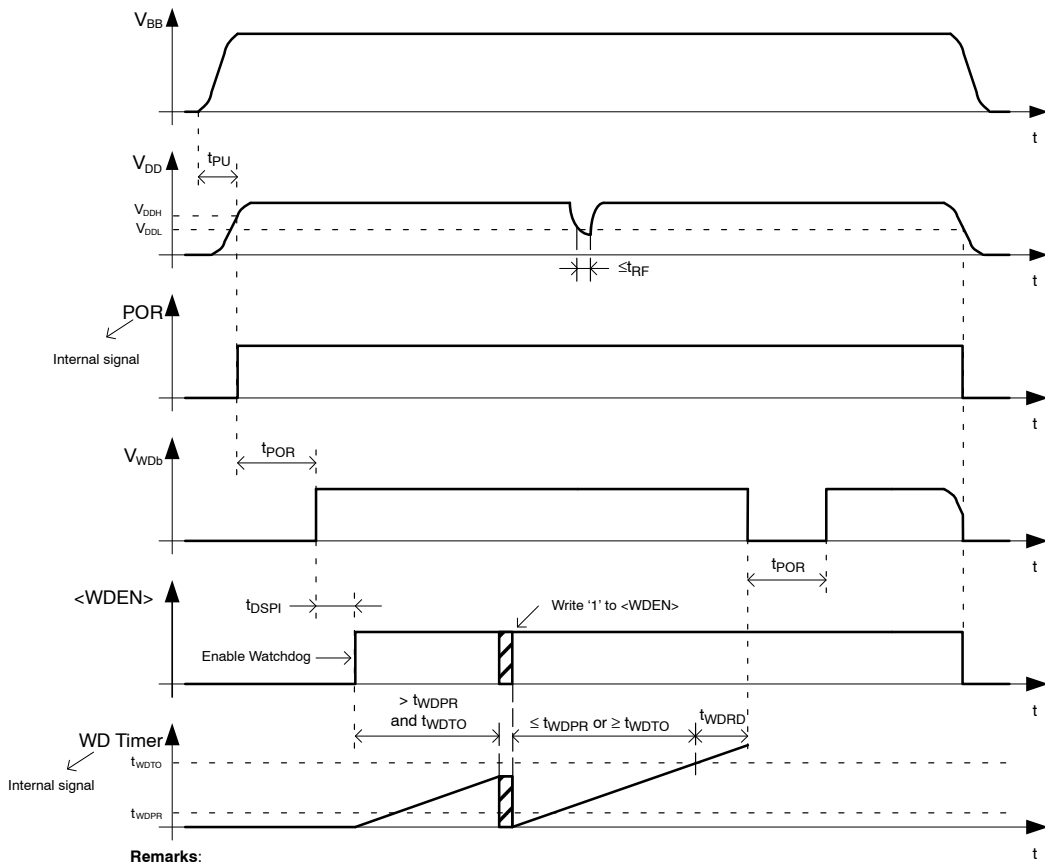 VBB
t
VDD
tPU
VDDH
VDDL
≤tRF
t
POR
Internal signal
t
VWDb
tPOR
tPOR
t
<WDEN>
tDSPI
Write '1' to <WDEN>
Enable Watchdog
t
> tWDPR
and tWDTO
≤ tWDPR or ≥ tWDTO
tWDRD
WD Timer
tWDTO
Internal signal
tWDPR
t
Remarks: